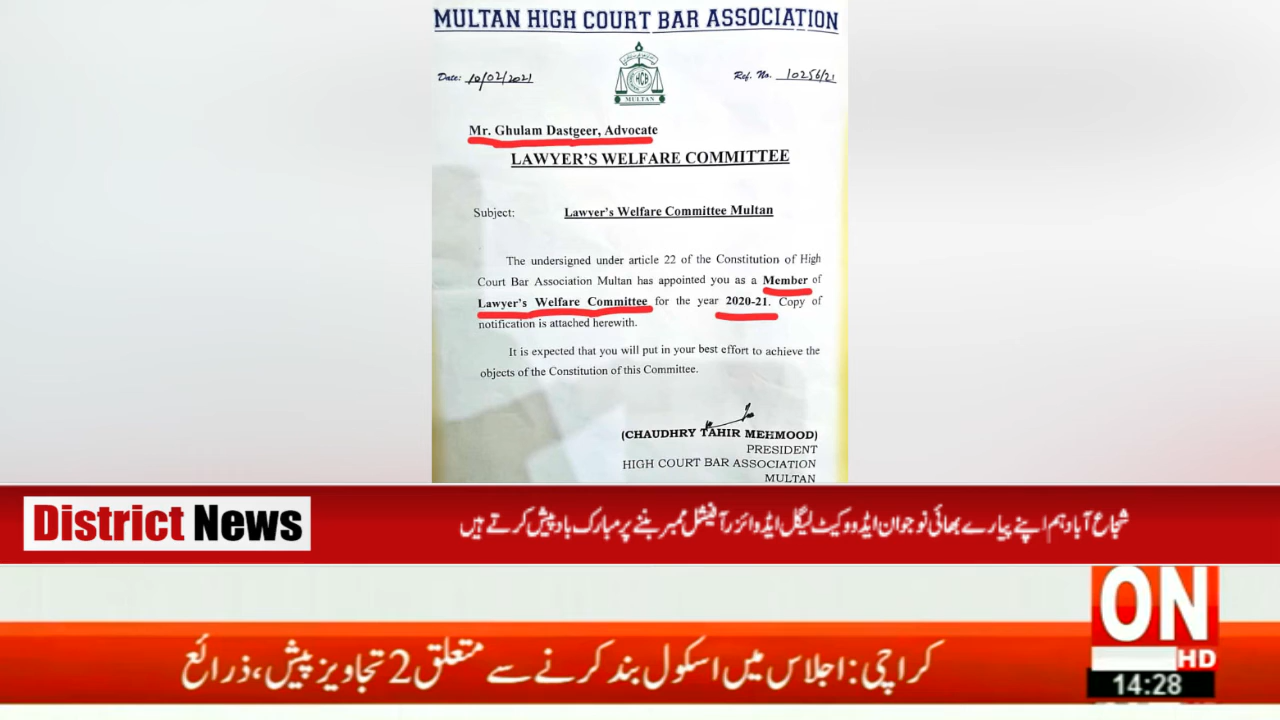 MULTAN HIGH COURT BAR ASSOCIATION
Date: 10/02/2021
HCB
MULTAN
Ref. No. 10256/21
Mr. Ghulam Dastgeer, Advocate
LAWYER'S WELFARE COMMITTEE
Subject: Lawyer's Welfare Committee Multan
The undersigned under article 22 of the Constitution of High
Court Bar Association Multan has appointed you as a Member of
Lawyer's Welfare Committee for the year 2020-21. Copy of
notification is attached herewith.
It is expected that you will put in your best effort to achieve the
objects of the Constitution of this Committee.
(CHAUDHRY TAHIR MEHMOOD)
PRESIDENT
HIGH COURT BAR ASSOCIATION
MULTAN
District News
شجاع آباد ہم اپنے پیارے بھائی نوجوان ایڈووکیٹ لیگل ایڈوائزر آفیشل ممبر بننے پر مبارک باد پیش کرتے ہیں
ON
HD
14:28
کراچی: اجلاس میں اسکول بند کرنے سے متعلق 2 تجاویز پیش، ذرائع